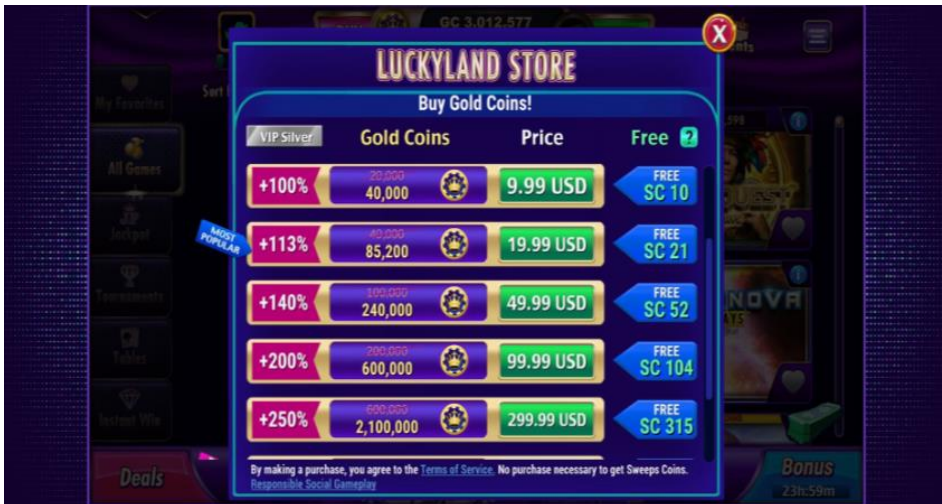 GC 3,012,577
LUCKYLAND STORE
Buy Gold Coins!
VIP Silver
Gold Coins
Price
Free ?
+100%
20,000
40,000
9.99 USD
FREE
SC 10
MOST
POPULAR
+113%
40,000
85,200
19.99 USD
FREE
SC 21
+140%
100,000
240,000
49.99 USD
FREE
SC 52
+200%
200,000
600,000
99.99 USD
FREE
SC 104
+250%
600,000
2,100,000
299.99 USD
FREE
SC 315
By making a purchase, you agree to the Terms of Service. No purchase necessary to get Sweeps Coins.
Responsible Social Gameplay
X
My Favorites
All Games
Jackpot
Tournaments
Tables
Instant Win
Sort
Deals
Bonus
23h:59m